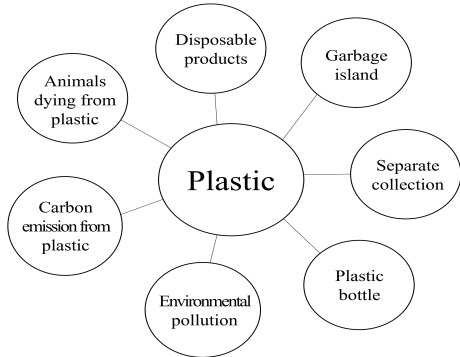 Disposable
products
Garbage
island
Animals
dying from
plastic
Plastic
Separate
collection
Carbon
emission from
plastic
Plastic
bottle
Environmental
pollution